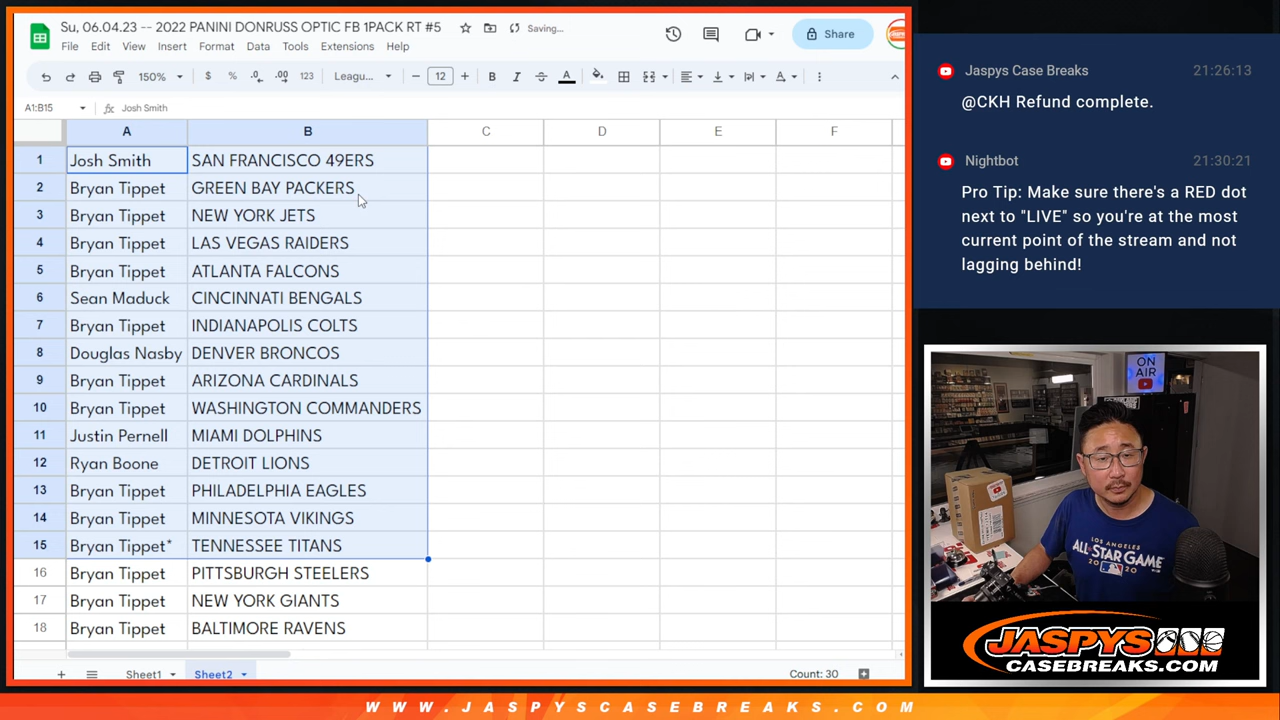 Su, 06.04.23 -- 2022 PANINI DONRUSS OPTIC FB 1PACK RT #5
Saving...
Share
File Edit View Insert Format Data Tools Extensions Help
150% $ % .0 .00 123 Leagu... 12 B I A
A1:B15 fx Josh Smith
A B C D E F
1 Josh Smith SAN FRANCISCO 49ERS
2 Bryan Tippet GREEN BAY PACKERS
3 Bryan Tippet NEW YORK JETS
4 Bryan Tippet LAS VEGAS RAIDERS
5 Bryan Tippet ATLANTA FALCONS
6 Sean Maduck CINCINNATI BENGALS
7 Bryan Tippet INDIANAPOLIS COLTS
8 Douglas Nasby DENVER BRONCOS
9 Bryan Tippet ARIZONA CARDINALS
10 Bryan Tippet WASHINGTON COMMANDERS
11 Justin Pernell MIAMI DOLPHINS
12 Ryan Boone DETROIT LIONS
13 Bryan Tippet PHILADELPHIA EAGLES
14 Bryan Tippet MINNESOTA VIKINGS
15 Bryan Tippet* TENNESSEE TITANS
16 Bryan Tippet PITTSBURGH STEELERS
17 Bryan Tippet NEW YORK GIANTS
18 Bryan Tippet BALTIMORE RAVENS
Sheet1 Sheet2 Count: 30
Jaspys Case Breaks 21:26:13
@CKH Refund complete.
Nightbot 21:30:21
Pro Tip: Make sure there's a RED dot
next to "LIVE" so you're at the most
current point of the stream and not
lagging behind!
ON
AIR
LOS ANGELES
ALL-STAR GAME
2020
JASPYS
CASEBREAKS.COM
WWW.JASPYSCASEBREAKS.COM